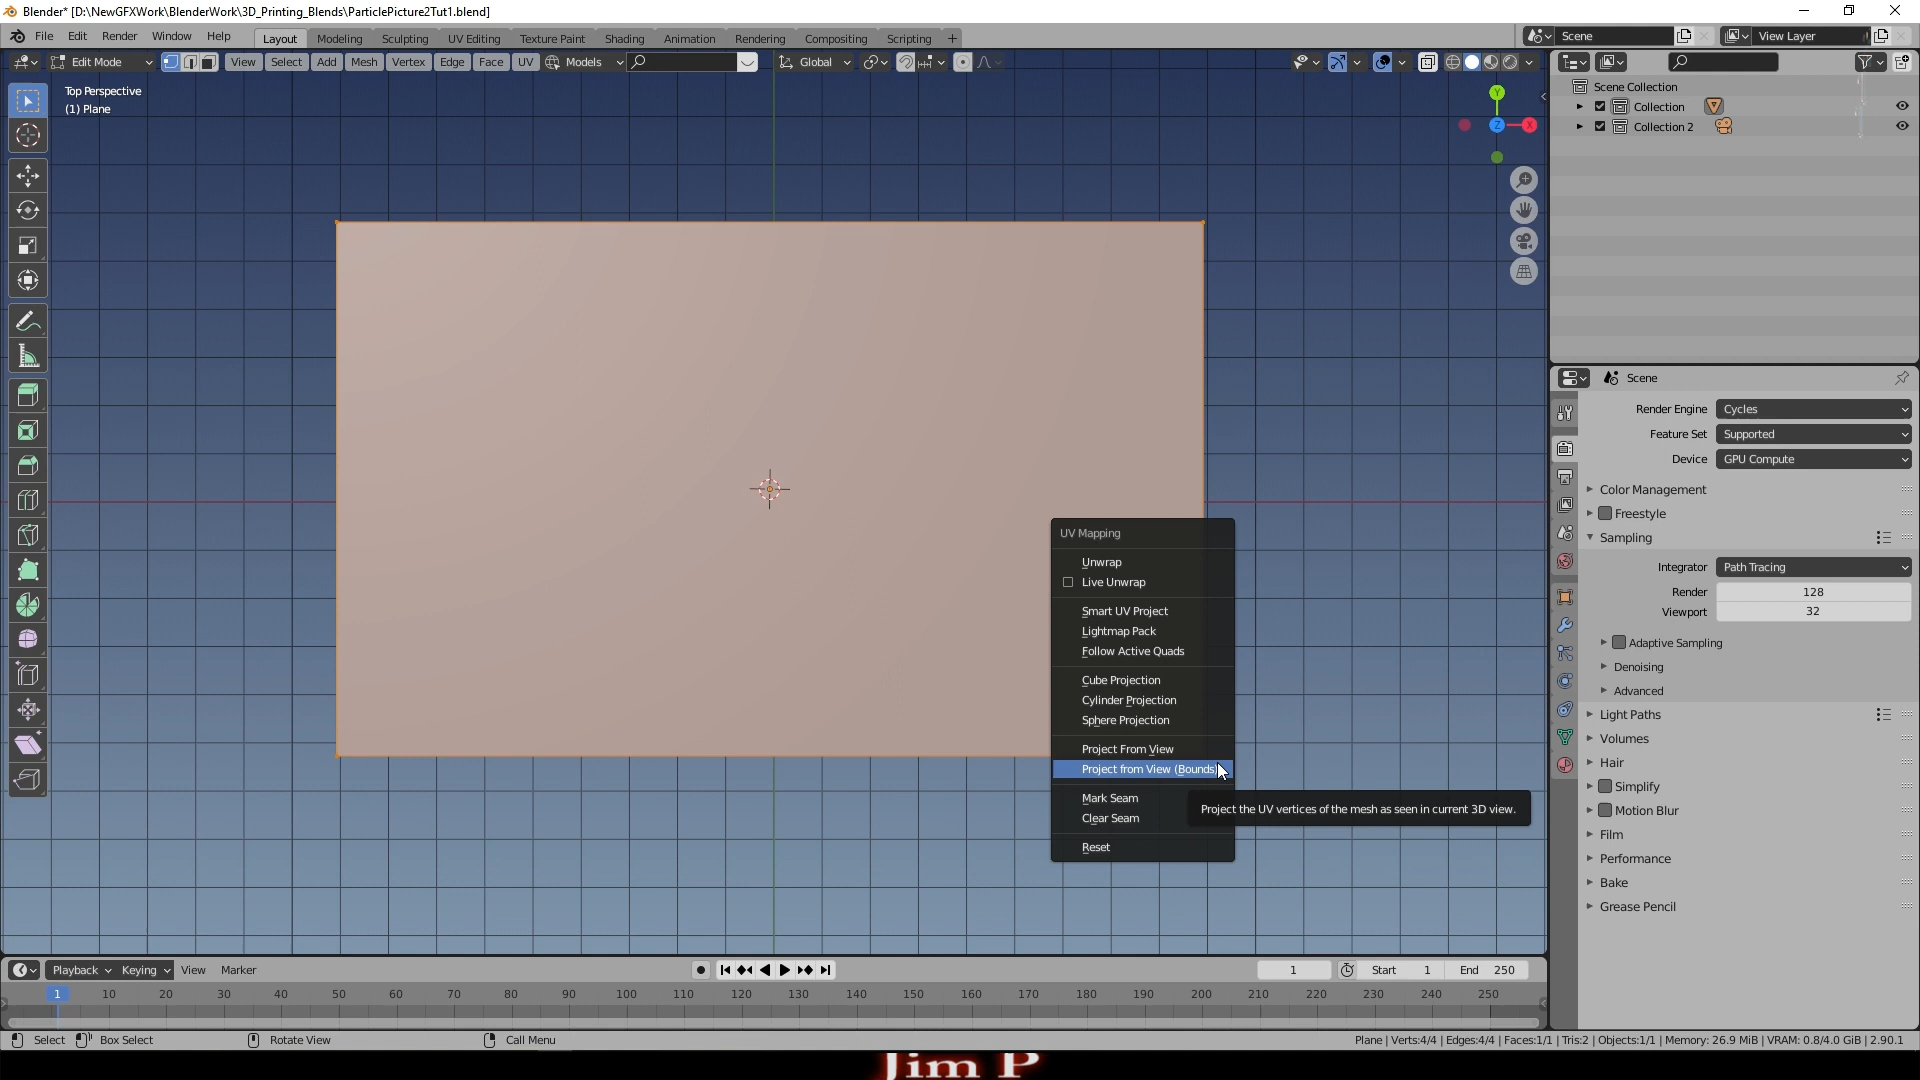 Blender* [D:\NewGFXWork\BlenderWork\3D_Printing_Blends\ParticlePicture2Tut1.blend]
File Edit Render Window Help Layout Modeling Sculpting UV Editing Texture Paint Shading Animation Rendering Compositing Scripting + Scene View Layer
Edit Mode View Select Add Mesh Vertex Edge Face UV Models Global
Top Perspective
(1) Plane
Y
Z X
Scene Collection
Collection
Collection 2
Scene
Render Engine Cycles
Feature Set Supported
Device GPU Compute
Color Management
Freestyle
Sampling
Integrator Path Tracing
Render 128
Viewport 32
Adaptive Sampling
Denoising
Advanced
Light Paths
Volumes
Hair
Simplify
Motion Blur
Film
Performance
Bake
Grease Pencil
UV Mapping
Unwrap
Live Unwrap
Smart UV Project
Lightmap Pack
Follow Active Quads
Cube Projection
Cylinder Projection
Sphere Projection
Project From View
Project from View (Bounds)
Mark Seam
Clear Seam
Reset
Project the UV vertices of the mesh as seen in current 3D view.
Playback Keying View Marker 1 Start 1 End 250
1 10 20 30 40 50 60 70 80 90 100 110 120 130 140 150 160 170 180 190 200 210 220 230 240 250
Select Box Select Rotate View Call Menu Plane | Verts:4/4 | Edges:4/4 | Faces:1/1 | Tris:2 | Objects:1/1 | Memory: 26.9 MiB | VRAM: 0.8/4.0 GiB | 2.90.1
Jim P